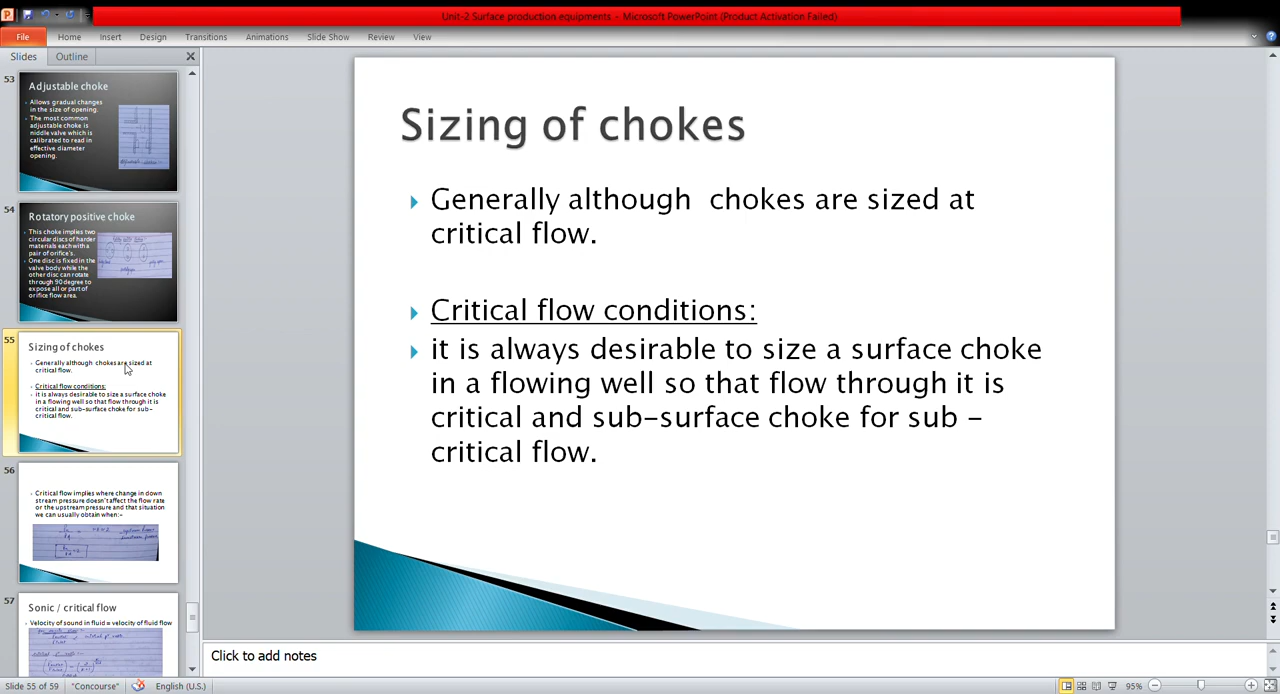 Unit-2 Surface production equipments - Microsoft PowerPoint (Product Activation Failed)
File Home Insert Design Transitions Animations Slide Show Review View
Slides Outline
53
Adjustable choke
Allows gradual changes
in the size of opening.
The most common
adjustable choke is
niddle valve which is
calibrated to read in
effective diameter
opening.
54
Rotatory positive choke
This choke implies two
circular discs of harder
materials each with a
pair of orifice's.
One disc is fixed in the
valve body while the
other disc can rotate
through 90 degree to
expose all or part of
orifice flow area.
55
Sizing of chokes
Generally although chokes are sized at
critical flow.
Critical flow conditions:
it is always desirable to size a surface choke
in a flowing well so that flow through it is
critical and sub-surface choke for sub -
critical flow.
56
Critical flow implies where change in down
stream pressure doesn't affect the flow rate
or the upstream pressure and that situation
we can usually obtain when:-
57
Sonic / critical flow
Velocity of sound in fluid = velocity of fluid flow
Sizing of chokes
Generally although chokes are sized at
critical flow.
Critical flow conditions:
it is always desirable to size a surface choke
in a flowing well so that flow through it is
critical and sub-surface choke for sub -
critical flow.
Click to add notes
Slide 55 of 59 "Concourse" English (U.S.) 95%